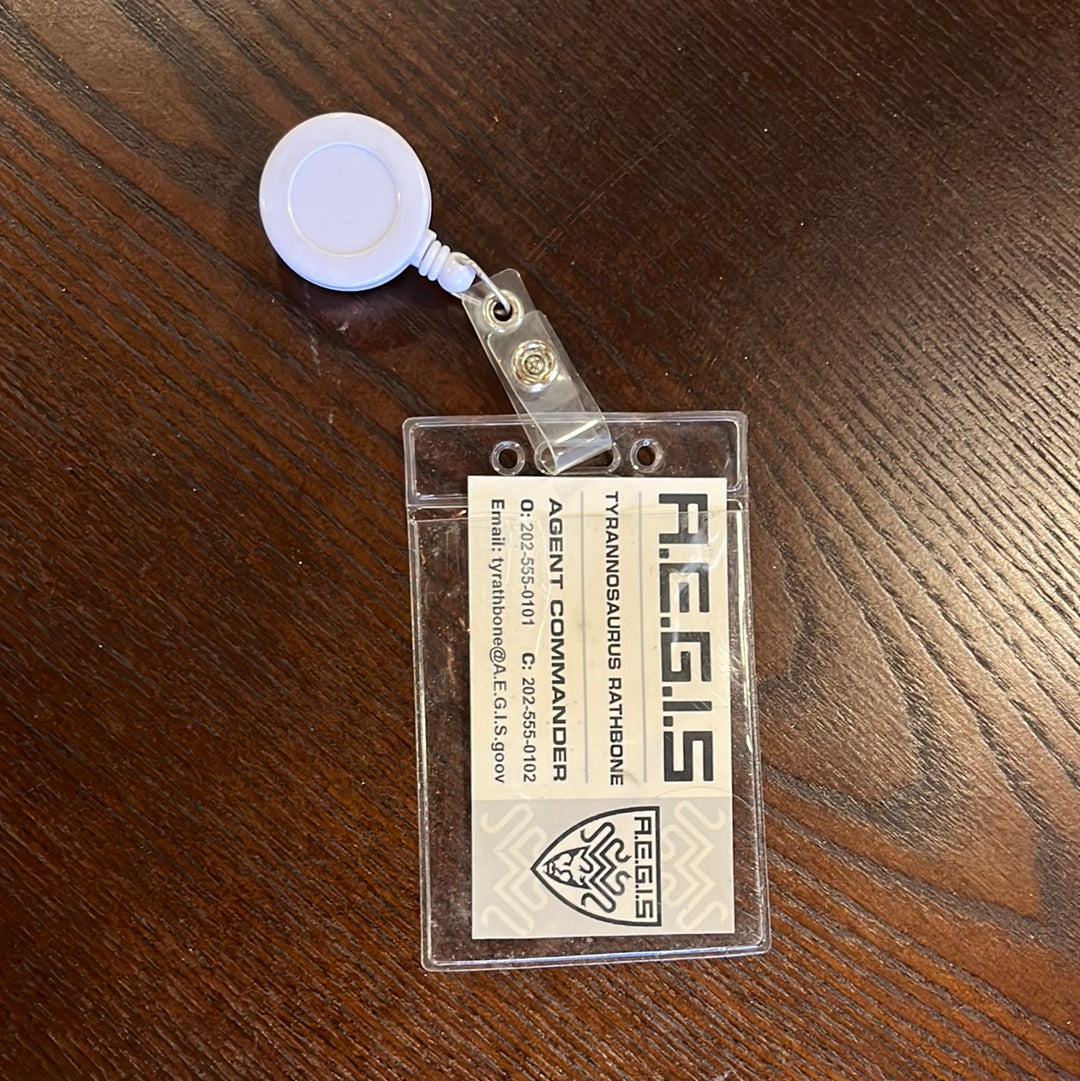 A.E.G.I.S
TYRANNOSAURUS RATHBONE
AGENT COMMANDER
O: 202-555-0101 C: 202-555-0102
Email: tyrathbone@A.E.G.I.S.goov
A.E.G.I.S